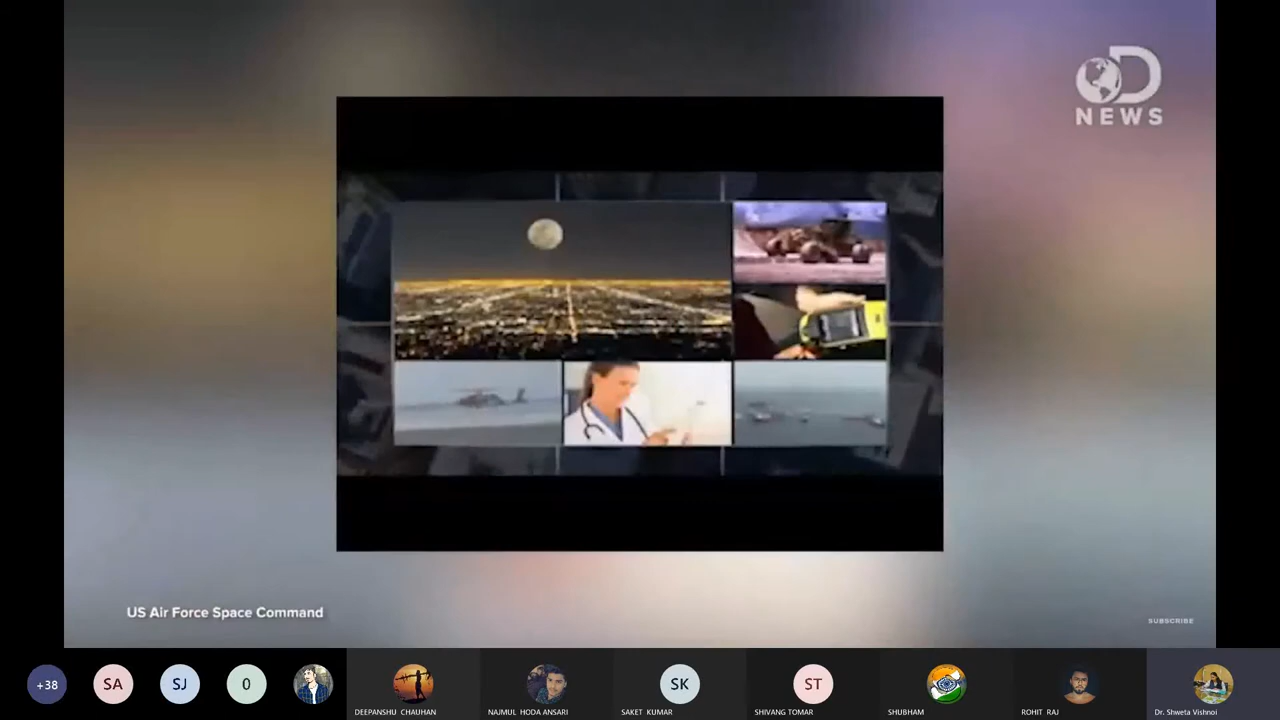 D
NEWS
US Air Force Space Command
SUBSCRIBE
+38
SA
SJ
0
SK
ST
DEEPANSHU CHAUHAN
NAJMUL HODA ANSARI
SAKET KUMAR
SHIVANG TOMAR
SHUBHAM
ROHIT RAJ
Dr. Shweta Vishnoi